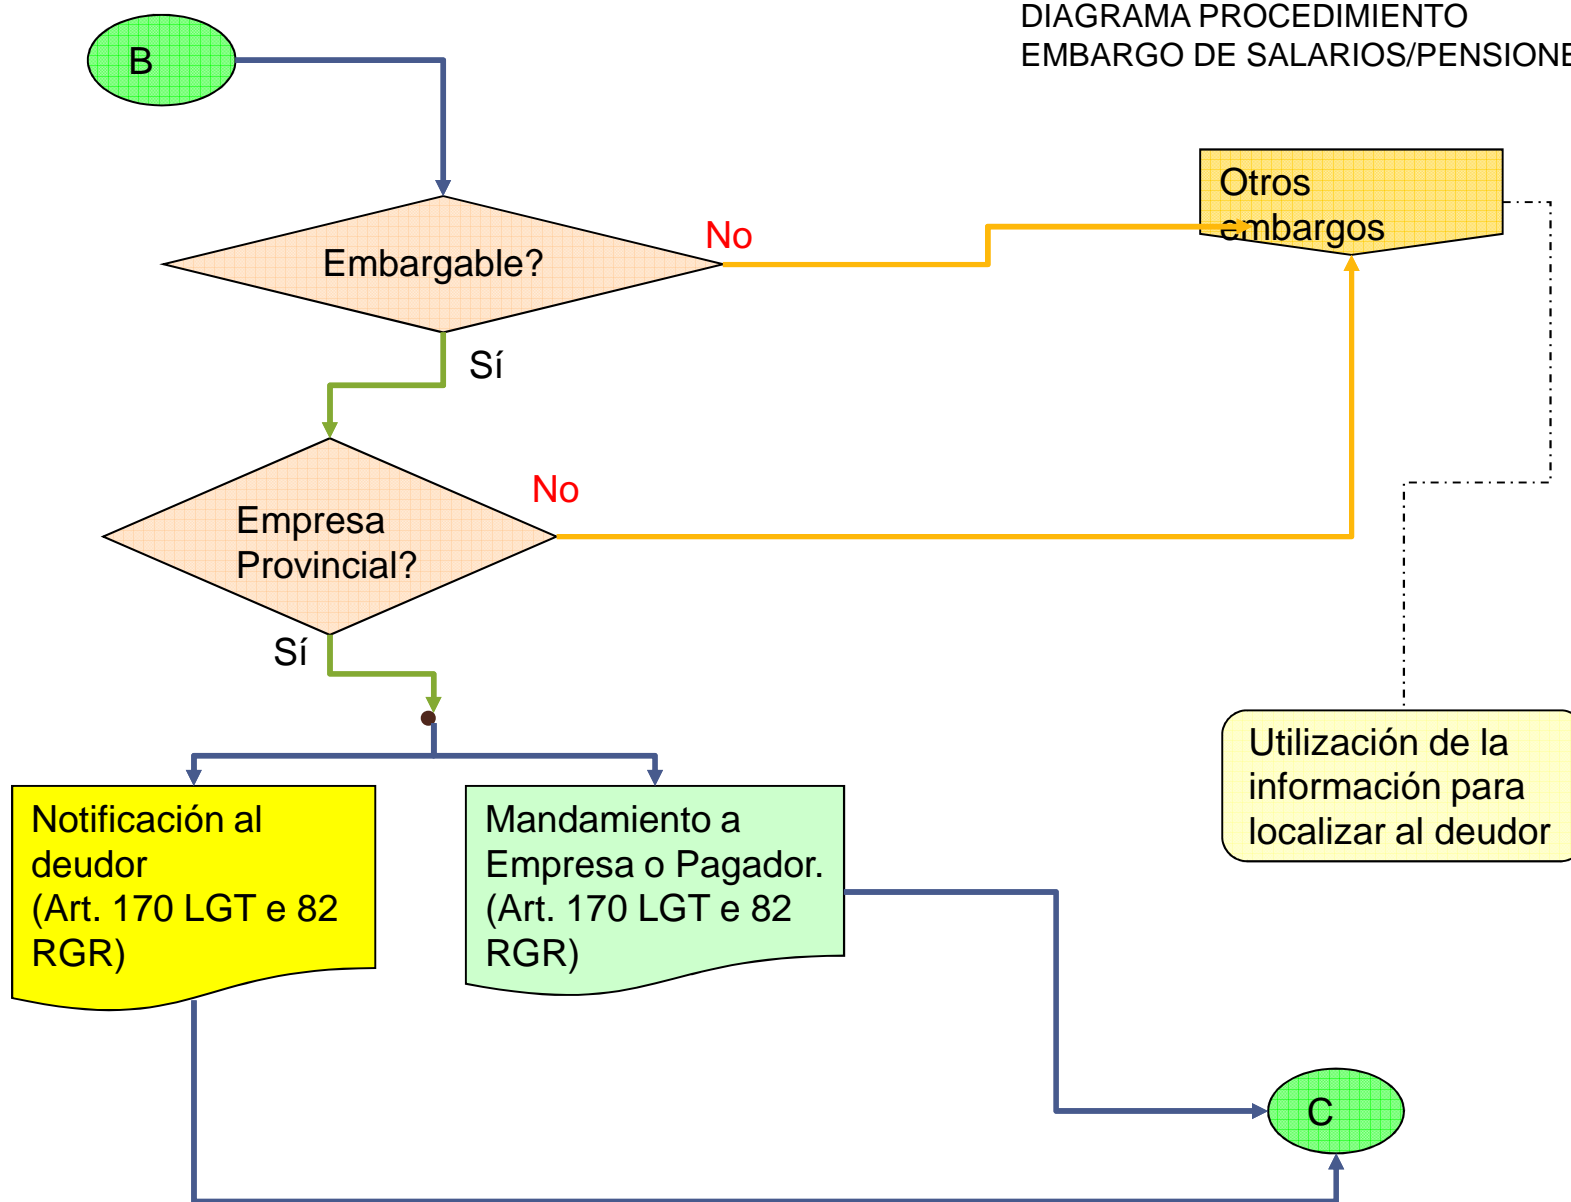 DIAGRAMA PROCEDIMIENTO
EMBARGO DE SALARIOS/PENSIONE
B
Otros
embargos
No
Embargable?
Sí
No
Empresa
Provincial?
Sí
Utilización de la
información para
localizar al deudor
Notificación al
deudor
(Art. 170 LGT e 82
RGR)
Mandamiento a
Empresa o Pagador.
(Art. 170 LGT e 82
RGR)
C